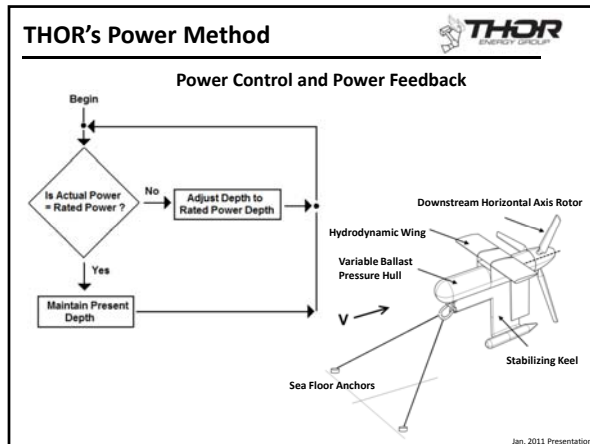 THOR's Power Method
THOR
ENERGY GROUP
Power Control and Power Feedback
Begin
Is Actual Power
= Rated Power ?
No
Adjust Depth to
Rated Power Depth
Yes
Maintain Present
Depth
Downstream Horizontal Axis Rotor
Hydrodynamic Wing
Variable Ballast
Pressure Hull
V
Stabilizing Keel
Sea Floor Anchors
Jan. 2011 Presentation